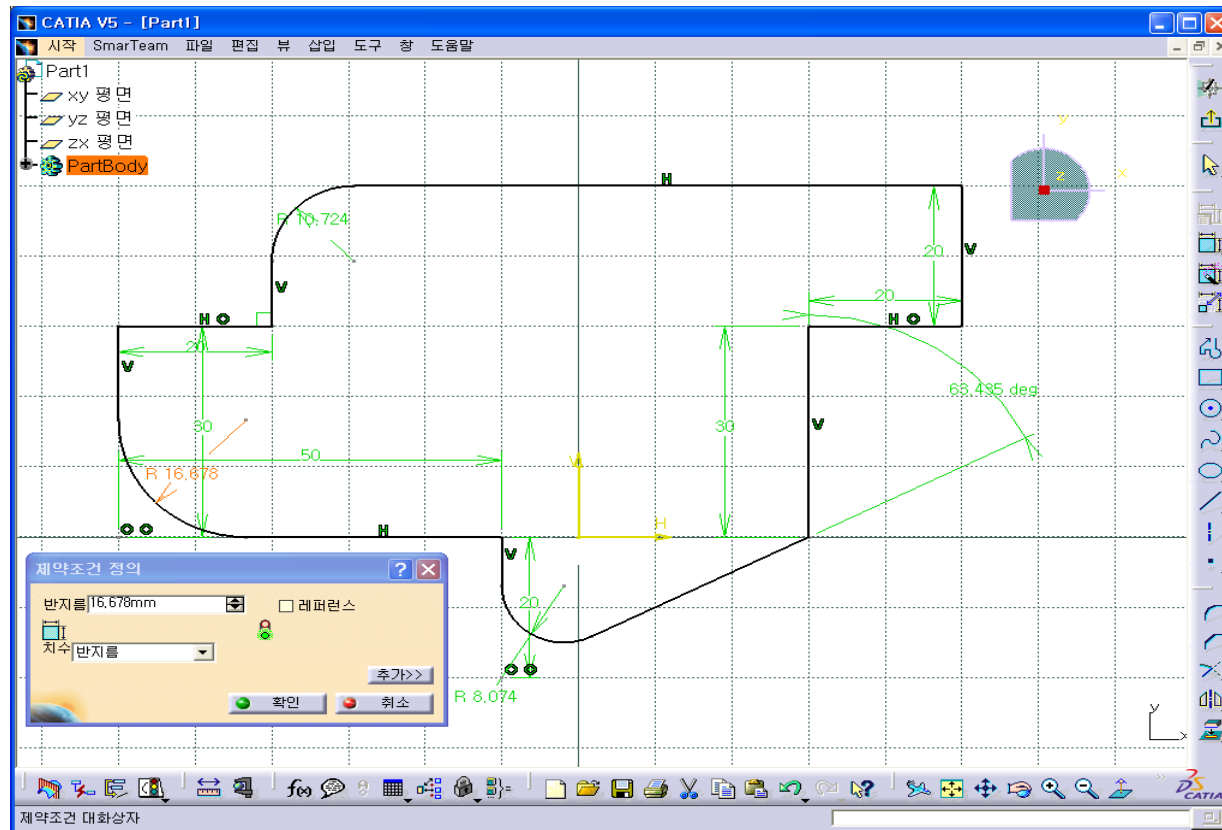 CATIA V5 - [Part1]
시작 SmarTeam 파일 편집 뷰 삽입 도구 창 도움말
Part1
xy 평면
yz 평면
zx 평면
PartBody
y
x
z
H
R 10,724
V
20
V
20
H
H
20
V
63,435 deg
30
30
V
50
R 16,678
V
H
H
V
20
R 8,074
제약조건 정의
반지름 16,678mm
레퍼런스
치수 반지름
추가>>
확인
취소
y
x
f(x)
CATIA
제약조건 대화상자